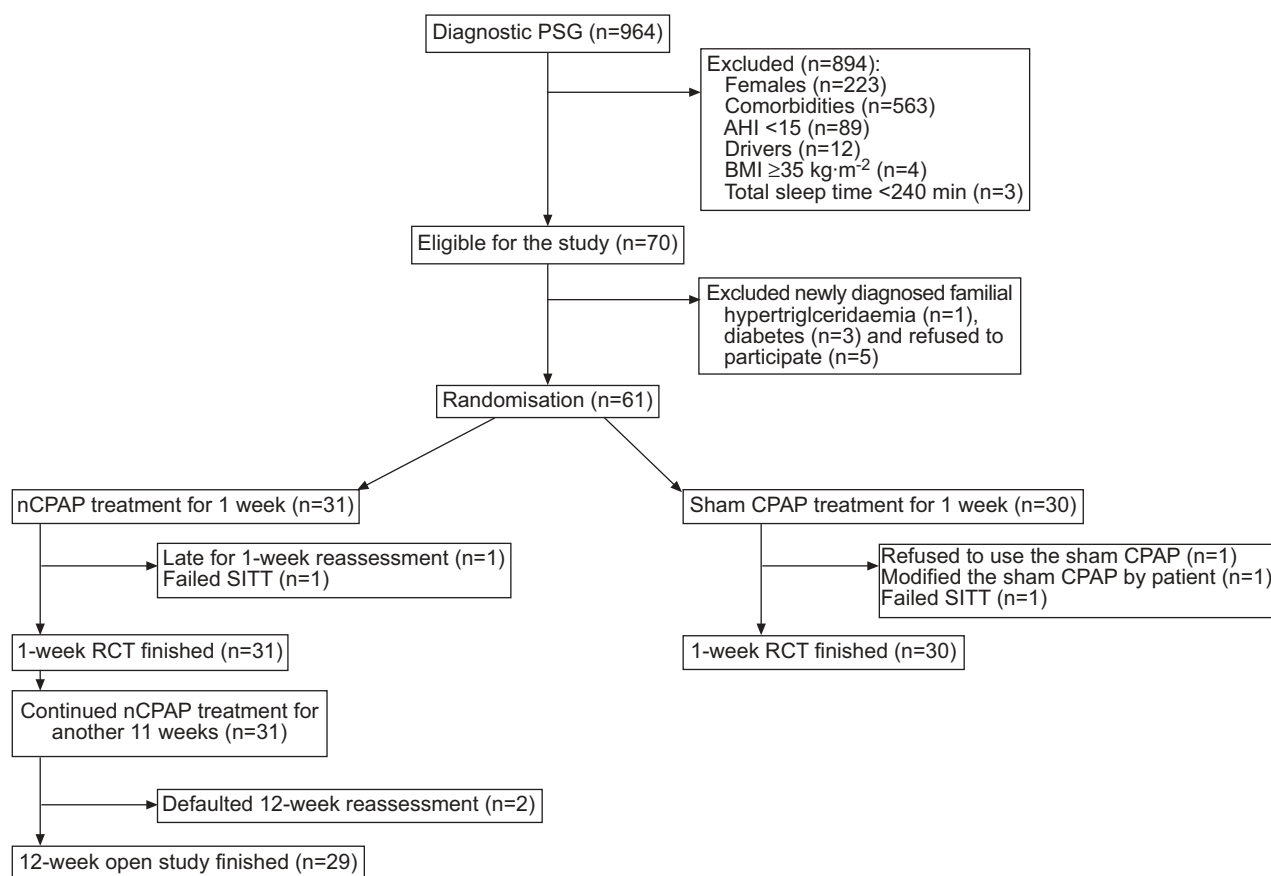 Diagnostic PSG (n=964)
Excluded (n=894):
Females (n=223)
Comorbidities (n=563)
AHI <15 (n=89)
Drivers (n=12)
BMI ≥35 kg·m⁻² (n=4)
Total sleep time <240 min (n=3)
Eligible for the study (n=70)
Excluded newly diagnosed familial
hypertriglceridaemia (n=1),
diabetes (n=3) and refused to
participate (n=5)
Randomisation (n=61)
nCPAP treatment for 1 week (n=31)
Sham CPAP treatment for 1 week (n=30)
Late for 1-week reassessment (n=1)
Failed SITT (n=1)
Refused to use the sham CPAP (n=1)
Modified the sham CPAP by patient (n=1)
Failed SITT (n=1)
1-week RCT finished (n=31)
1-week RCT finished (n=30)
Continued nCPAP treatment for
another 11 weeks (n=31)
Defaulted 12-week reassessment (n=2)
12-week open study finished (n=29)